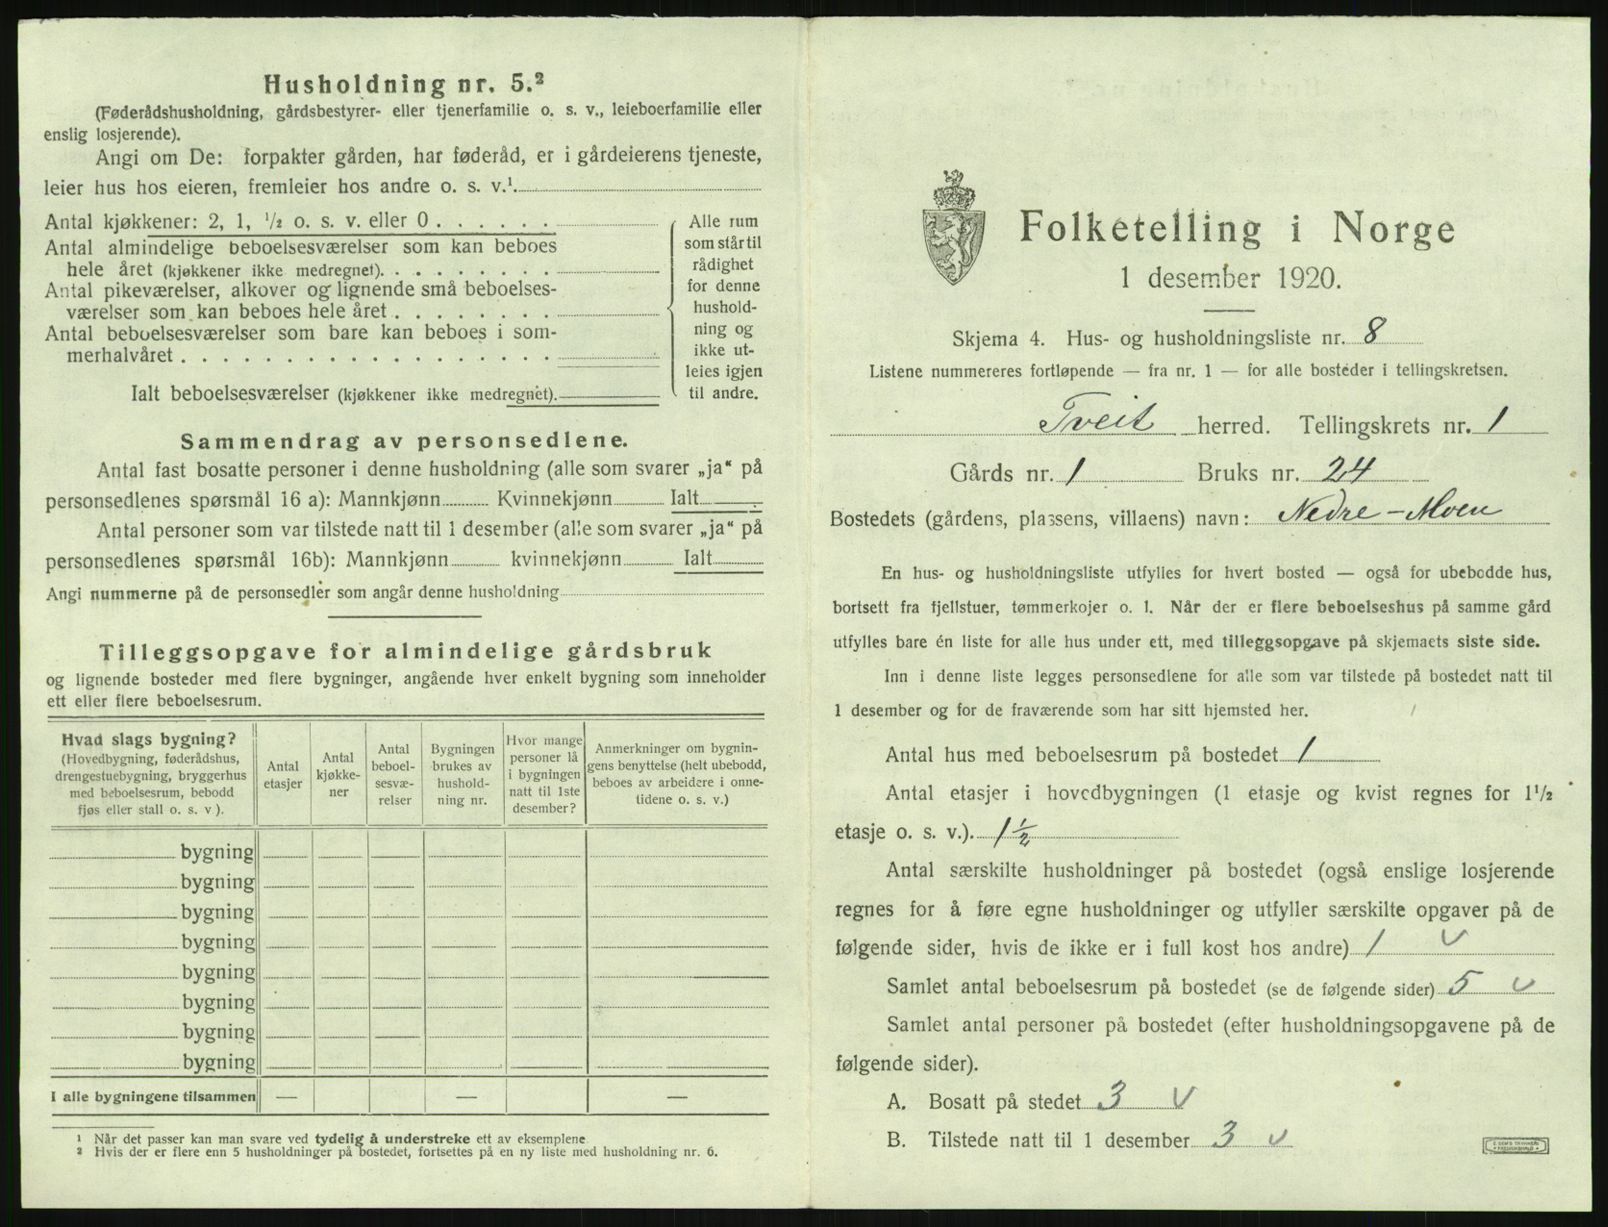 Husholdning nr. 5.²
(Føderådshusholdning, gårdsbestyrer- eller tjenerfamilie o. s. v., leieboerfamilie eller
enslig losjerende).
Angi om De: forpakter gården, har føderåd, er i gårdeierens tjeneste,
leier hus hos eieren, fremleier hos andre o. s. v.¹
Antal kjøkkener: 2, 1, ½ o. s. v. eller 0 . . . . . .
Antal almindelige beboelsesværelser som kan beboes
hele året (kjøkkener ikke medregnet). . . . . . . . .
Antal pikeværelser, alkover og lignende små beboelses-
værelser som kan beboes hele året . . . . . . . .
Antal beboelsesværelser som bare kan beboes i som-
merhalvåret . . . . . . . . . . . . . . . . . .
Ialt beboelsesværelser (kjøkkener ikke medregnet).
Alle rum
som står til
rådighet
for denne
hushold-
ning og
ikke ut-
leies igjen
til andre.
Sammendrag av personsedlene.
Antal fast bosatte personer i denne husholdning (alle som svarer „ja“ på
personsedlenes spørsmål 16 a): Mannkjønn Kvinnekjønn Ialt
Antal personer som var tilstede natt til 1 desember (alle som svarer „ja“ på
personsedlenes spørsmål 16b): Mannkjønn kvinnekjønn Ialt
Angi nummerne på de personsedler som angår denne husholdning
Tilleggsopgave for almindelige gårdsbruk
og lignende bosteder med flere bygninger, angående hver enkelt bygning som inneholder
ett eller flere beboelsesrum.
Hvad slags bygning?
(Hovedbygning, føderådshus,
drengestuebygning, bryggerhus
med beboelsesrum, bebodd
fjøs eller stall o. s. v ).
Antal
etasjer
Antal
kjøkke-
ner
Antal
beboel-
sesvæ-
relser
Bygningen
brukes av
hushold-
ning nr.
Hvor mange
personer lå
i bygningen
natt til 1ste
desember?
Anmerkninger om bygnin-
gens benyttelse (helt ubebodd,
beboes av arbeidere i onne-
tidene o. s. v.)
bygning
bygning
bygning
bygning
bygning
bygning
bygning
bygning
I alle bygningene tilsammen — — —
¹ Når det passer kan man svare ved tydelig å understreke ett av eksemplene
² Hvis der er flere enn 5 husholdninger på bostedet, fortsettes på en ny liste med husholdning nr. 6.
Folketelling i Norge
1 desember 1920.
Skjema 4. Hus- og husholdningsliste nr. 8
Listene nummereres fortløpende — fra nr. 1 — for alle bosteder i tellingskretsen.
Tveit herred. Tellingskrets nr. 1
Gårds nr. 1 Bruks nr. 24
Bostedets (gårdens, plassens, villaens) navn: Nedre-Moen
En hus- og husholdningsliste utfylles for hvert bosted — også for ubebodde hus,
bortsett fra fjellstuer, tømmerkojer o. l. Når der er flere beboelseshus på samme gård
utfylles bare én liste for alle hus under ett, med tilleggsopgave på skjemaets siste side.
Inn i denne liste legges personsedlene for alle som var tilstede på bostedet natt til
1 desember og for de fraværende som har sitt hjemsted her.
Antal hus med beboelsesrum på bostedet 1
Antal etasjer i hovedbygningen (1 etasje og kvist regnes for 1½
etasje o. s. v.). 1½
Antal særskilte husholdninger på bostedet (også enslige losjerende
regnes for å føre egne husholdninger og utfyller særskilte opgaver på de
følgende sider, hvis de ikke er i full kost hos andre) 1 v
Samlet antal beboelsesrum på bostedet (se de følgende sider) 5 v
Samlet antal personer på bostedet (efter husholdningsopgavene på de
følgende sider).
A. Bosatt på stedet 3 v
B. Tilstede natt til 1 desember 3 v